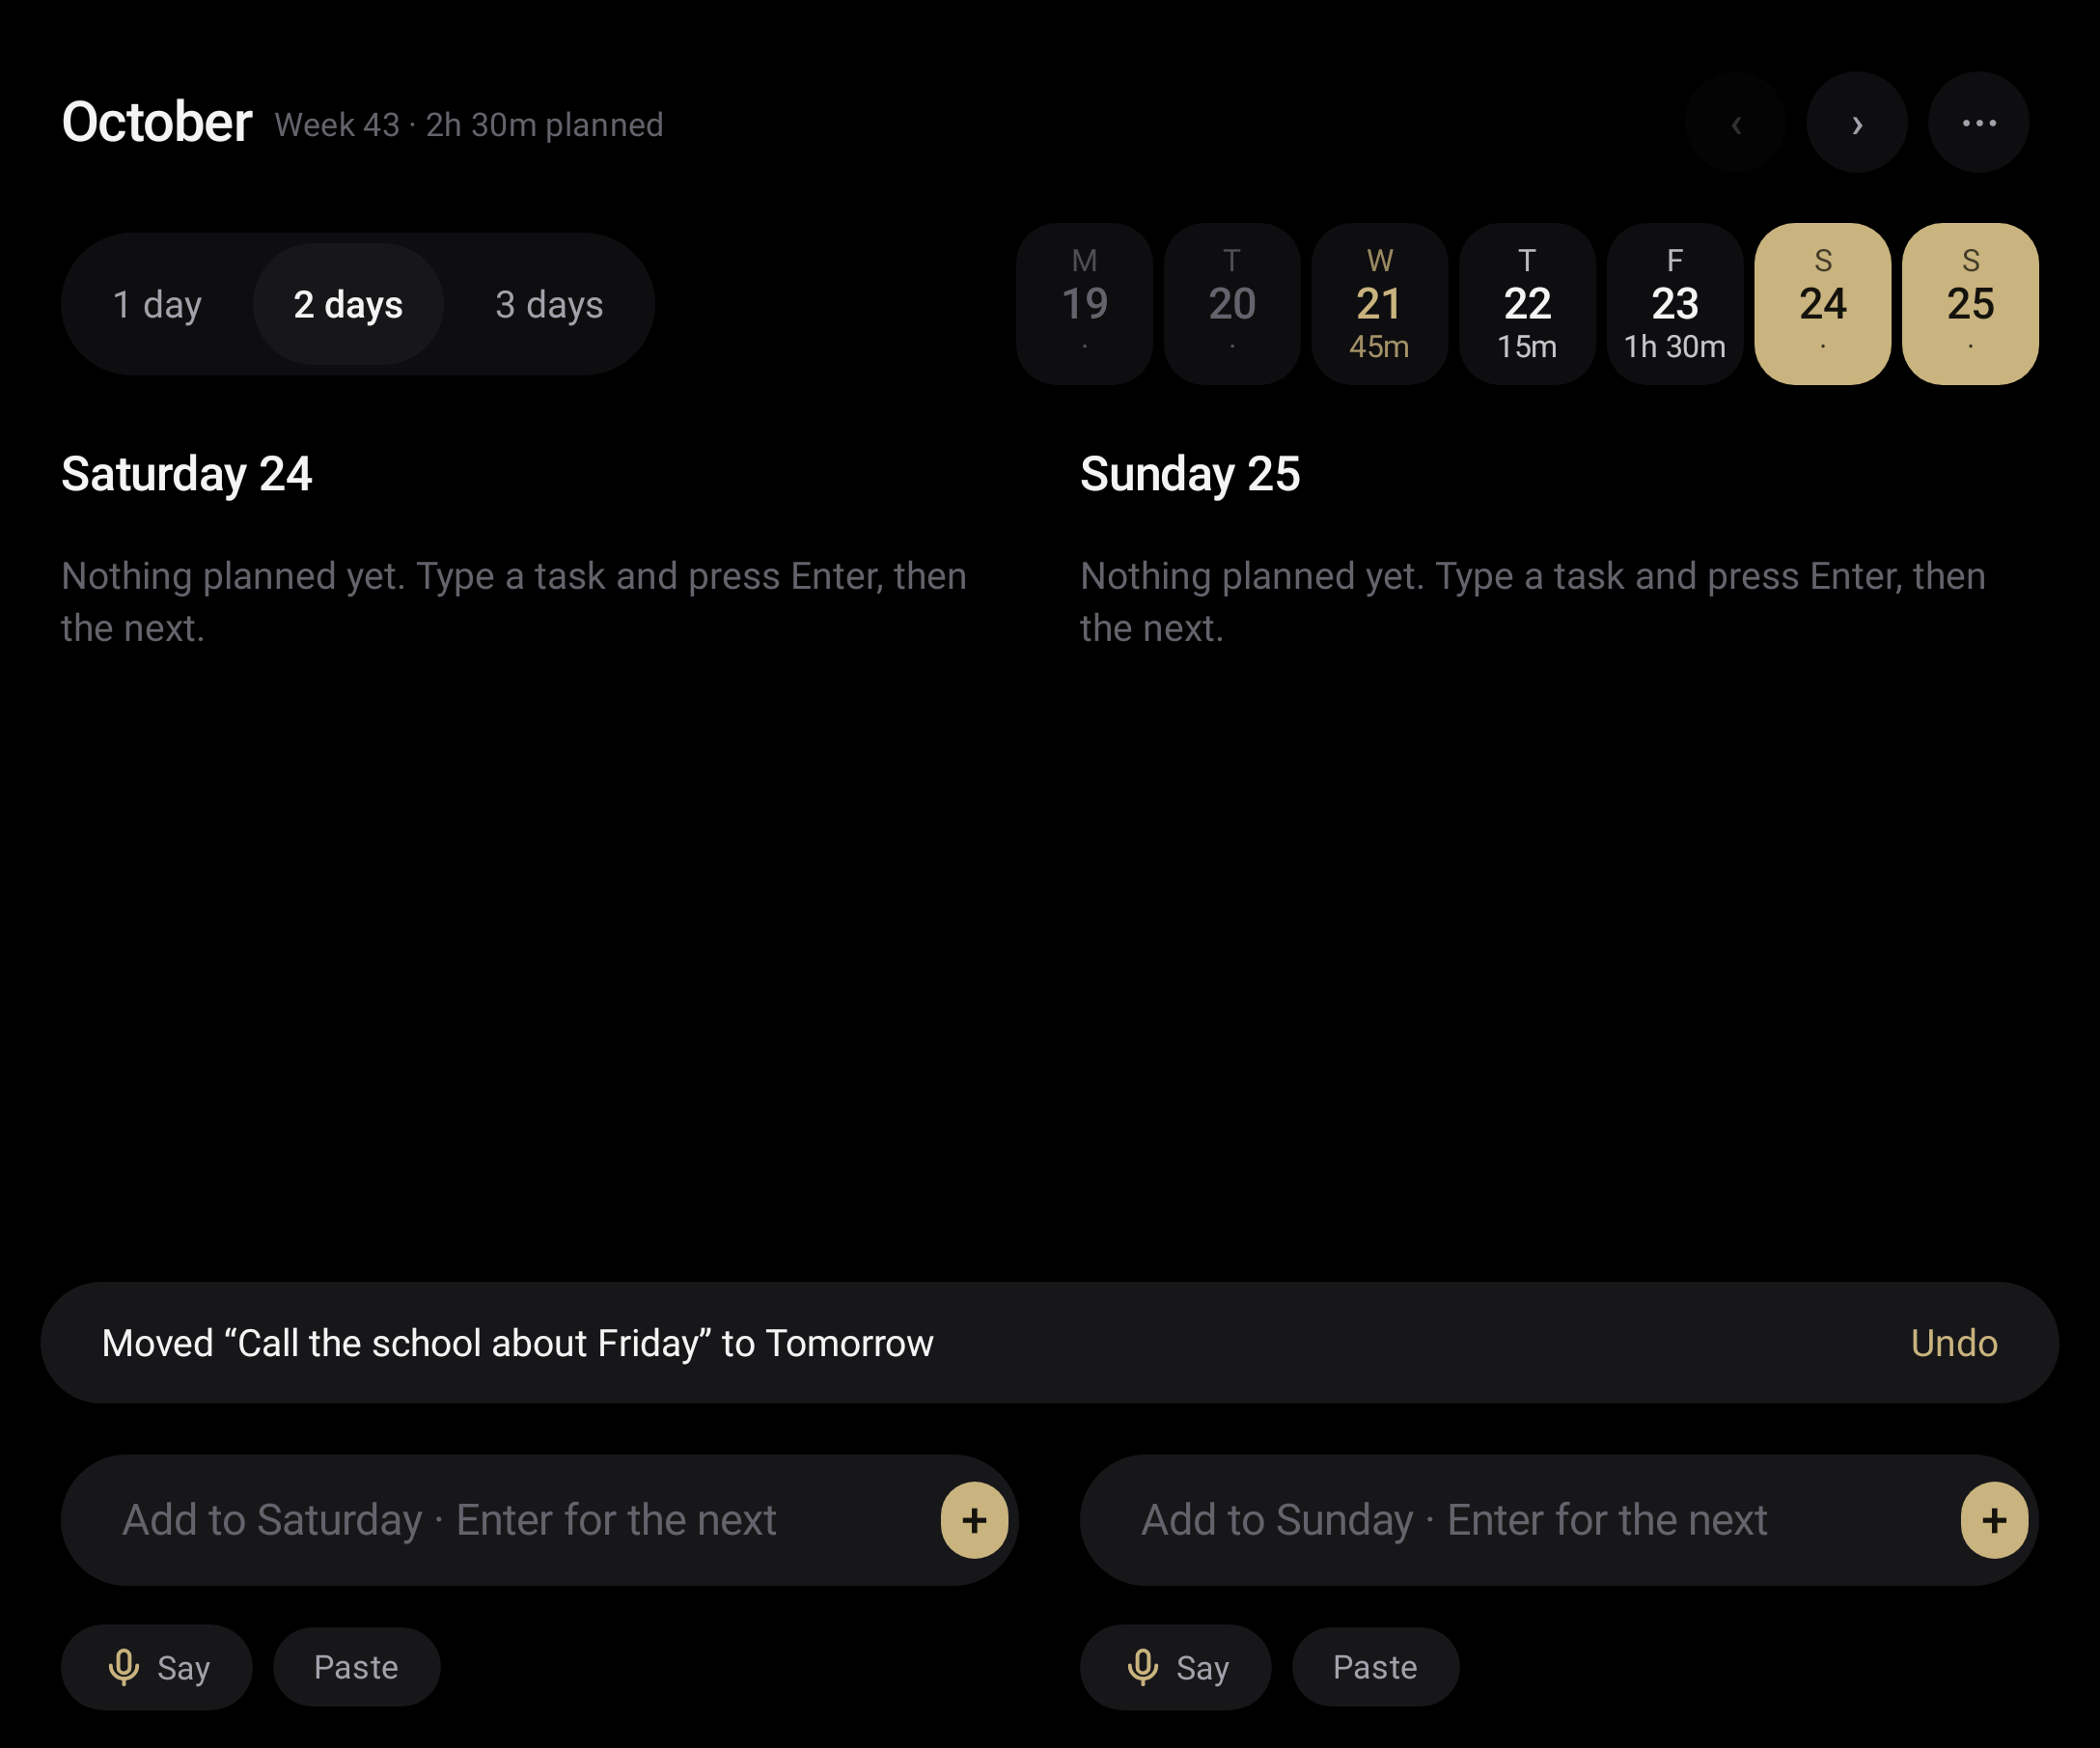 October Week 43 · 2h 30m planned
‹ › ···
1 day 2 days 3 days
M T W T F S S
19 20 21 22 23 24 25
· · 45m 15m 1h 30m · ·
Saturday 24
Nothing planned yet. Type a task and press Enter, then
the next.
Sunday 25
Nothing planned yet. Type a task and press Enter, then
the next.
Moved “Call the school about Friday” to Tomorrow Undo
Add to Saturday · Enter for the next +
Say Paste
Add to Sunday · Enter for the next +
Say Paste